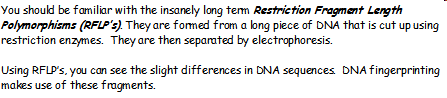 You should be familiar with the insanely long term Restriction Fragment Length
Polymorphisms (RFLP's). They are formed from a long piece of DNA that is cut up using
restriction enzymes.  They are then separated by electrophoresis.
Using RFLP's, you can see the slight differences in DNA sequences.  DNA fingerprinting
makes use of these fragments.